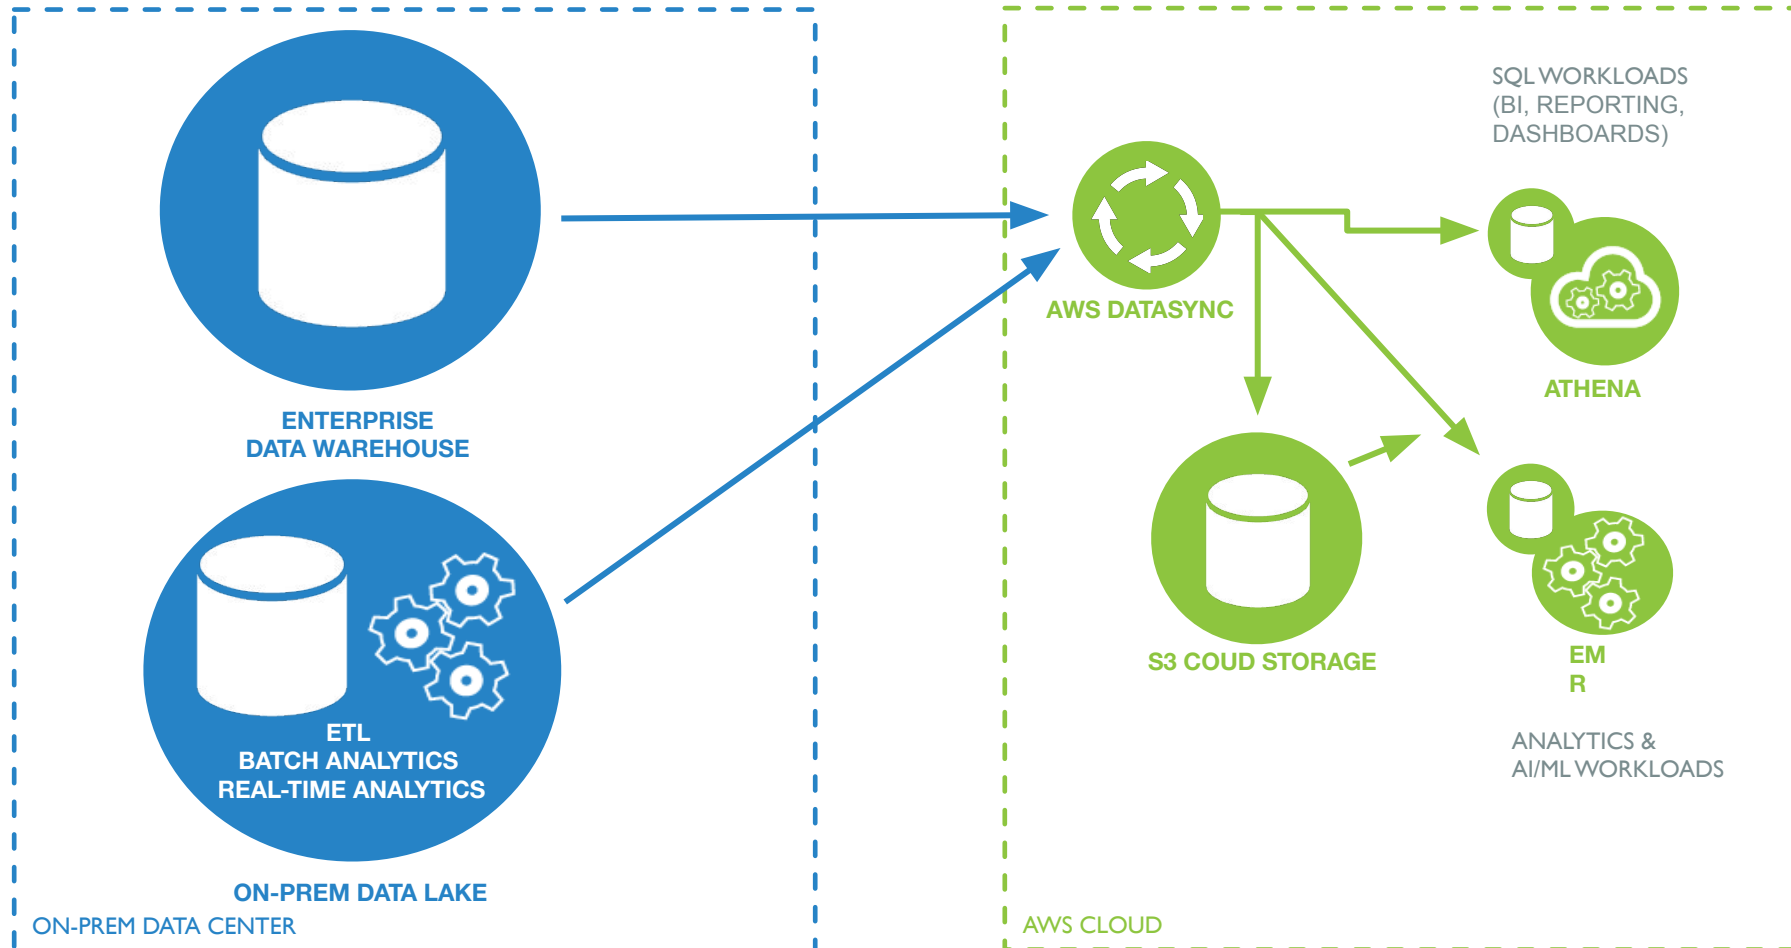 ENTERPRISE
DATA WAREHOUSE
ETL
BATCH ANALYTICS
REAL-TIME ANALYTICS
ON-PREM DATA LAKE
ON-PREM DATA CENTER
SQL WORKLOADS
(BI, REPORTING,
DASHBOARDS)
AWS DATASYNC
ATHENA
S3 COUD STORAGE
EM
R
ANALYTICS &
AI/ML WORKLOADS
AWS CLOUD